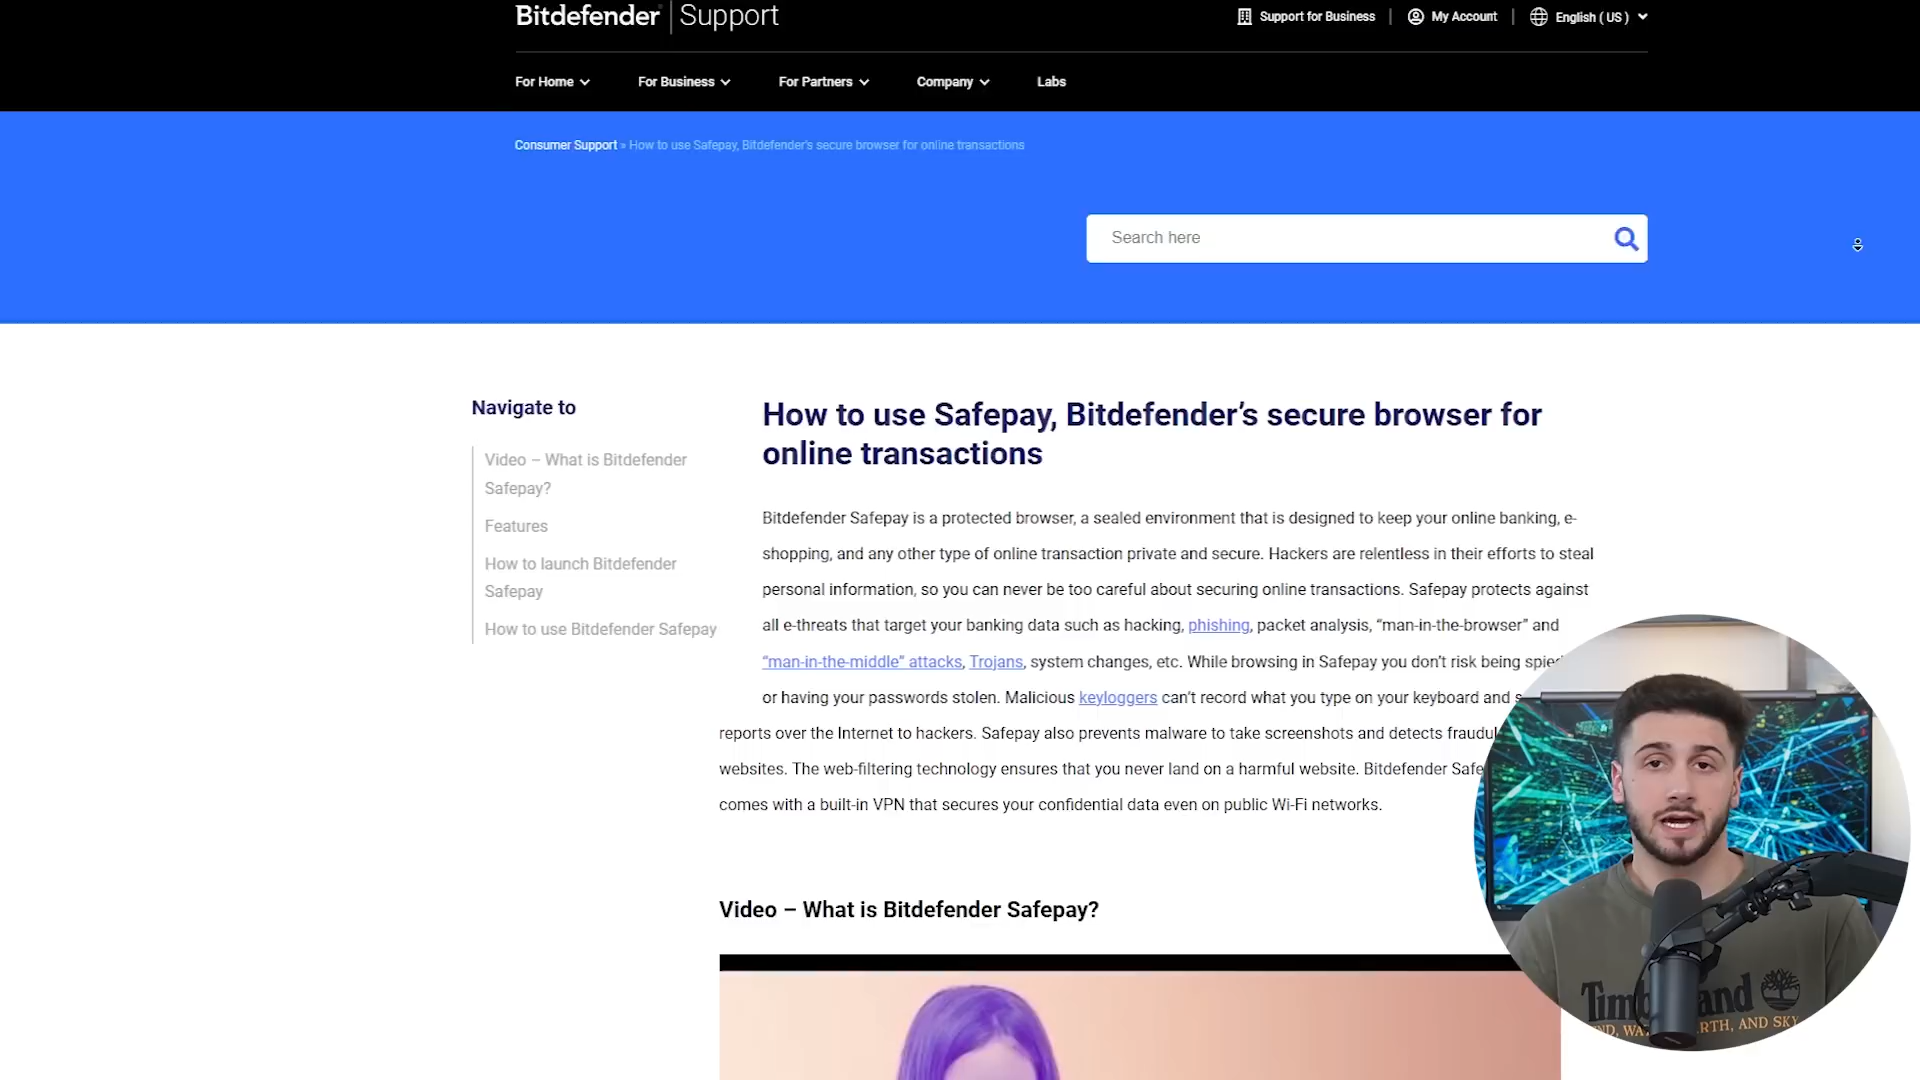 Bitdefender | Support
Support for Business | My Account | English ( US )
For Home For Business For Partners Company Labs
Consumer Support » How to use Safepay, Bitdefender's secure browser for online transactions
Search here
Navigate to
Video – What is Bitdefender
Safepay?
Features
How to launch Bitdefender
Safepay
How to use Bitdefender Safepay
How to use Safepay, Bitdefender’s secure browser for
online transactions
Bitdefender Safepay is a protected browser, a sealed environment that is designed to keep your online banking, e-
shopping, and any other type of online transaction private and secure. Hackers are relentless in their efforts to steal
personal information, so you can never be too careful about securing online transactions. Safepay protects against
all e-threats that target your banking data such as hacking, phishing, packet analysis, “man-in-the-browser” and
“man-in-the-middle” attacks, Trojans, system changes, etc. While browsing in Safepay you don’t risk being
or having your passwords stolen. Malicious keyloggers can’t record what you type on your keyboard and
reports over the Internet to hackers. Safepay also prevents malware to take screenshots and detects
websites. The web-filtering technology ensures that you never land on a harmful website. Bitdefender
comes with a built-in VPN that secures your confidential data even on public Wi-Fi networks.
Video – What is Bitdefender Safepay?
AND SKY